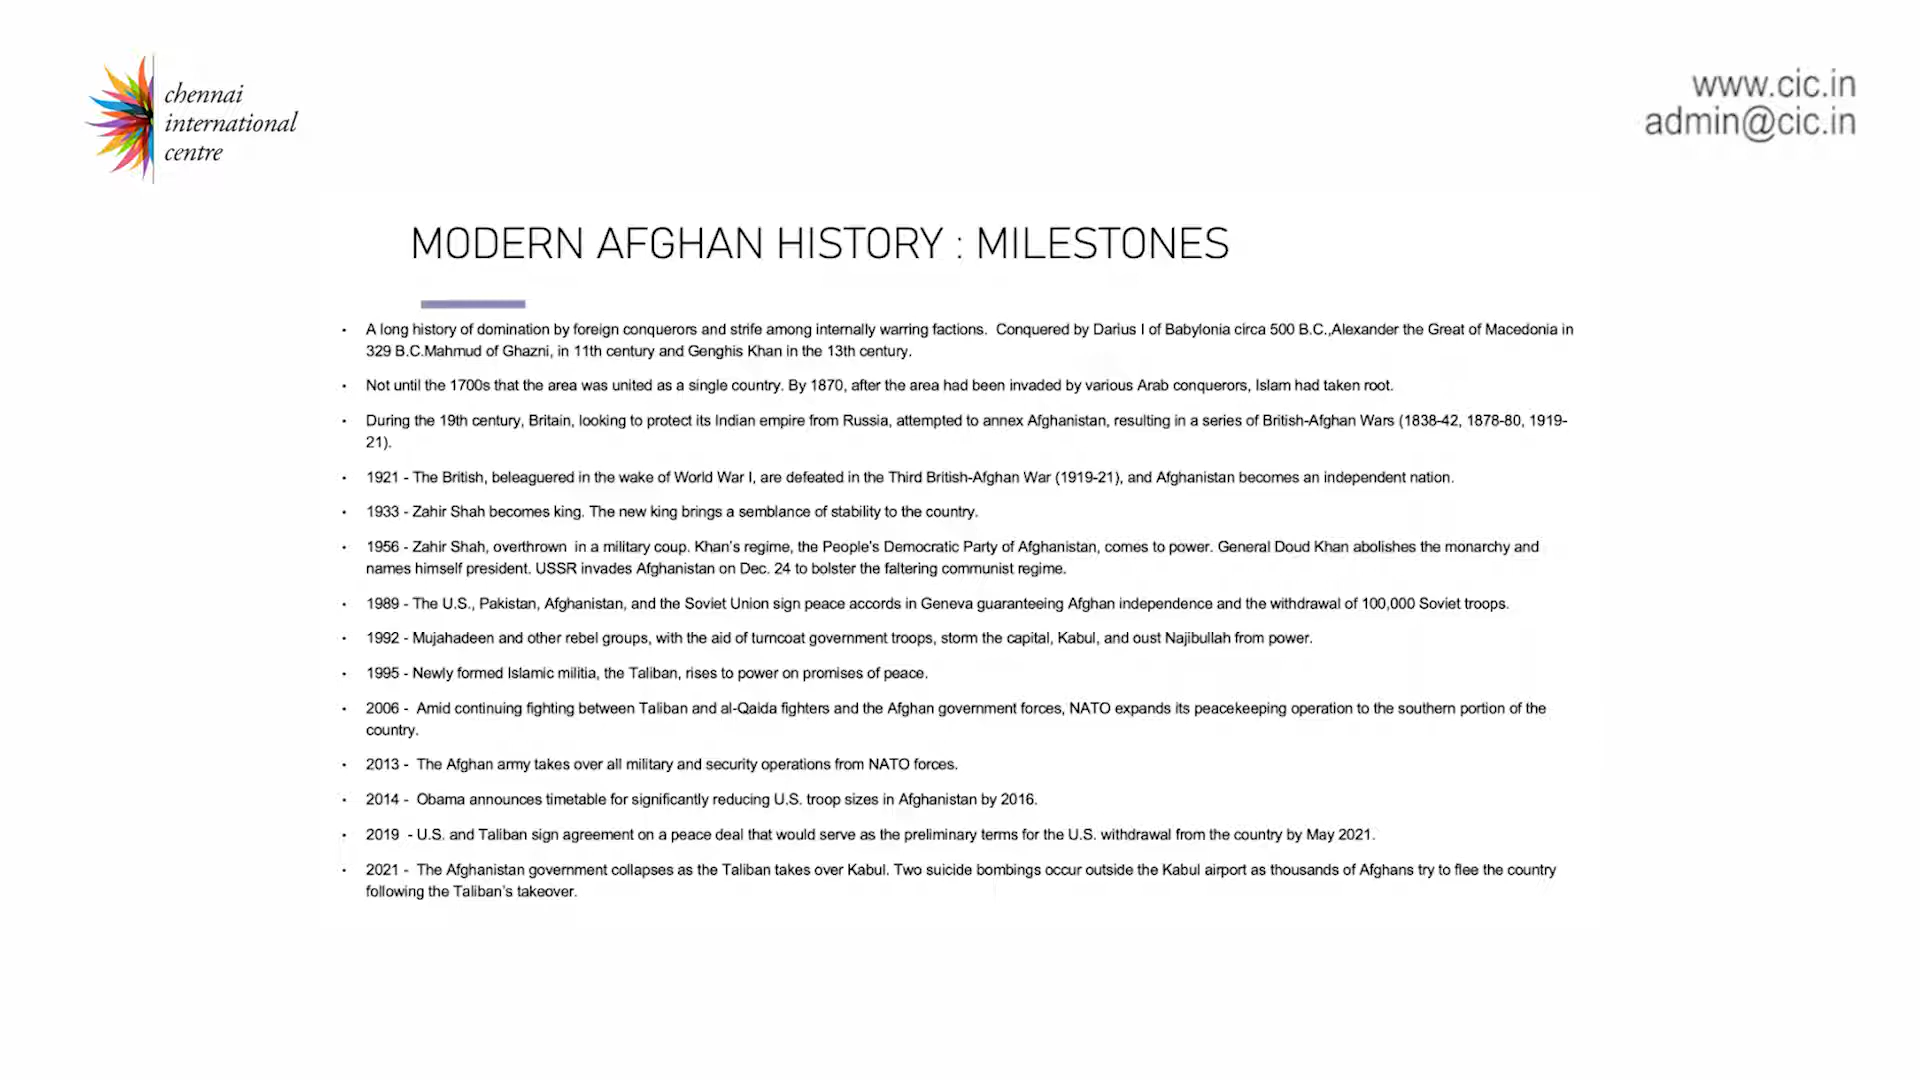 chennai
international
centre
www.cic.in
admin@cic.in
MODERN AFGHAN HISTORY : MILESTONES
• A long history of domination by foreign conquerors and strife among internally warring factions. Conquered by Darius I of Babylonia circa 500 B.C.,Alexander the Great of Macedonia in
329 B.C.Mahmud of Ghazni, in 11th century and Genghis Khan in the 13th century.
• Not until the 1700s that the area was united as a single country. By 1870, after the area had been invaded by various Arab conquerors, Islam had taken root.
• During the 19th century, Britain, looking to protect its Indian empire from Russia, attempted to annex Afghanistan, resulting in a series of British-Afghan Wars (1838-42, 1878-80, 1919-
21).
• 1921 - The British, beleaguered in the wake of World War I, are defeated in the Third British-Afghan War (1919-21), and Afghanistan becomes an independent nation.
• 1933 - Zahir Shah becomes king. The new king brings a semblance of stability to the country.
• 1956 - Zahir Shah, overthrown in a military coup. Khan's regime, the People's Democratic Party of Afghanistan, comes to power. General Doud Khan abolishes the monarchy and
names himself president. USSR invades Afghanistan on Dec. 24 to bolster the faltering communist regime.
• 1989 - The U.S., Pakistan, Afghanistan, and the Soviet Union sign peace accords in Geneva guaranteeing Afghan independence and the withdrawal of 100,000 Soviet troops.
• 1992 - Mujahadeen and other rebel groups, with the aid of turncoat government troops, storm the capital, Kabul, and oust Najibullah from power.
• 1995 - Newly formed Islamic militia, the Taliban, rises to power on promises of peace.
• 2006 - Amid continuing fighting between Taliban and al-Qaida fighters and the Afghan government forces, NATO expands its peacekeeping operation to the southern portion of the
country.
• 2013 - The Afghan army takes over all military and security operations from NATO forces.
• 2014 - Obama announces timetable for significantly reducing U.S. troop sizes in Afghanistan by 2016.
• 2019 - U.S. and Taliban sign agreement on a peace deal that would serve as the preliminary terms for the U.S. withdrawal from the country by May 2021.
• 2021 - The Afghanistan government collapses as the Taliban takes over Kabul. Two suicide bombings occur outside the Kabul airport as thousands of Afghans try to flee the country
following the Taliban's takeover.